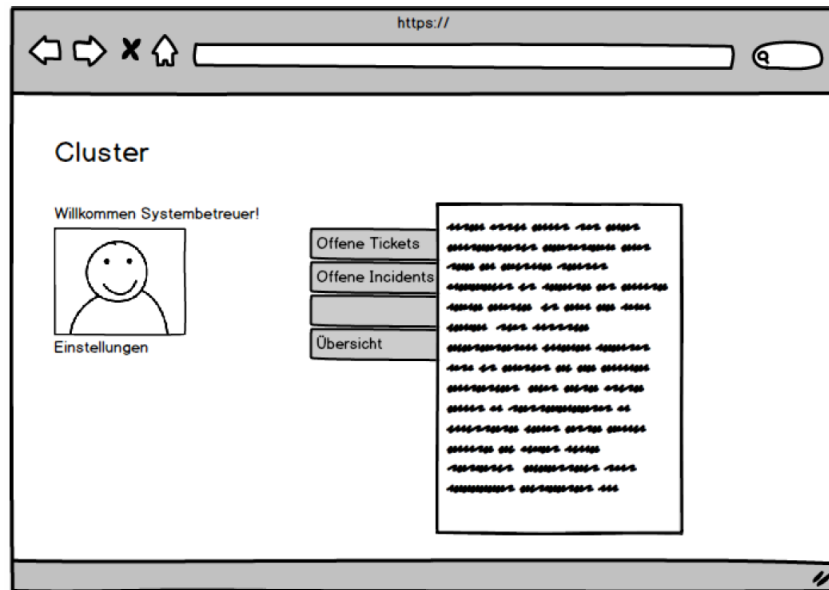 https://
Cluster
Willkommen Systembetreuer!
Offene Tickets
Offene Incidents
Übersicht
Einstellungen